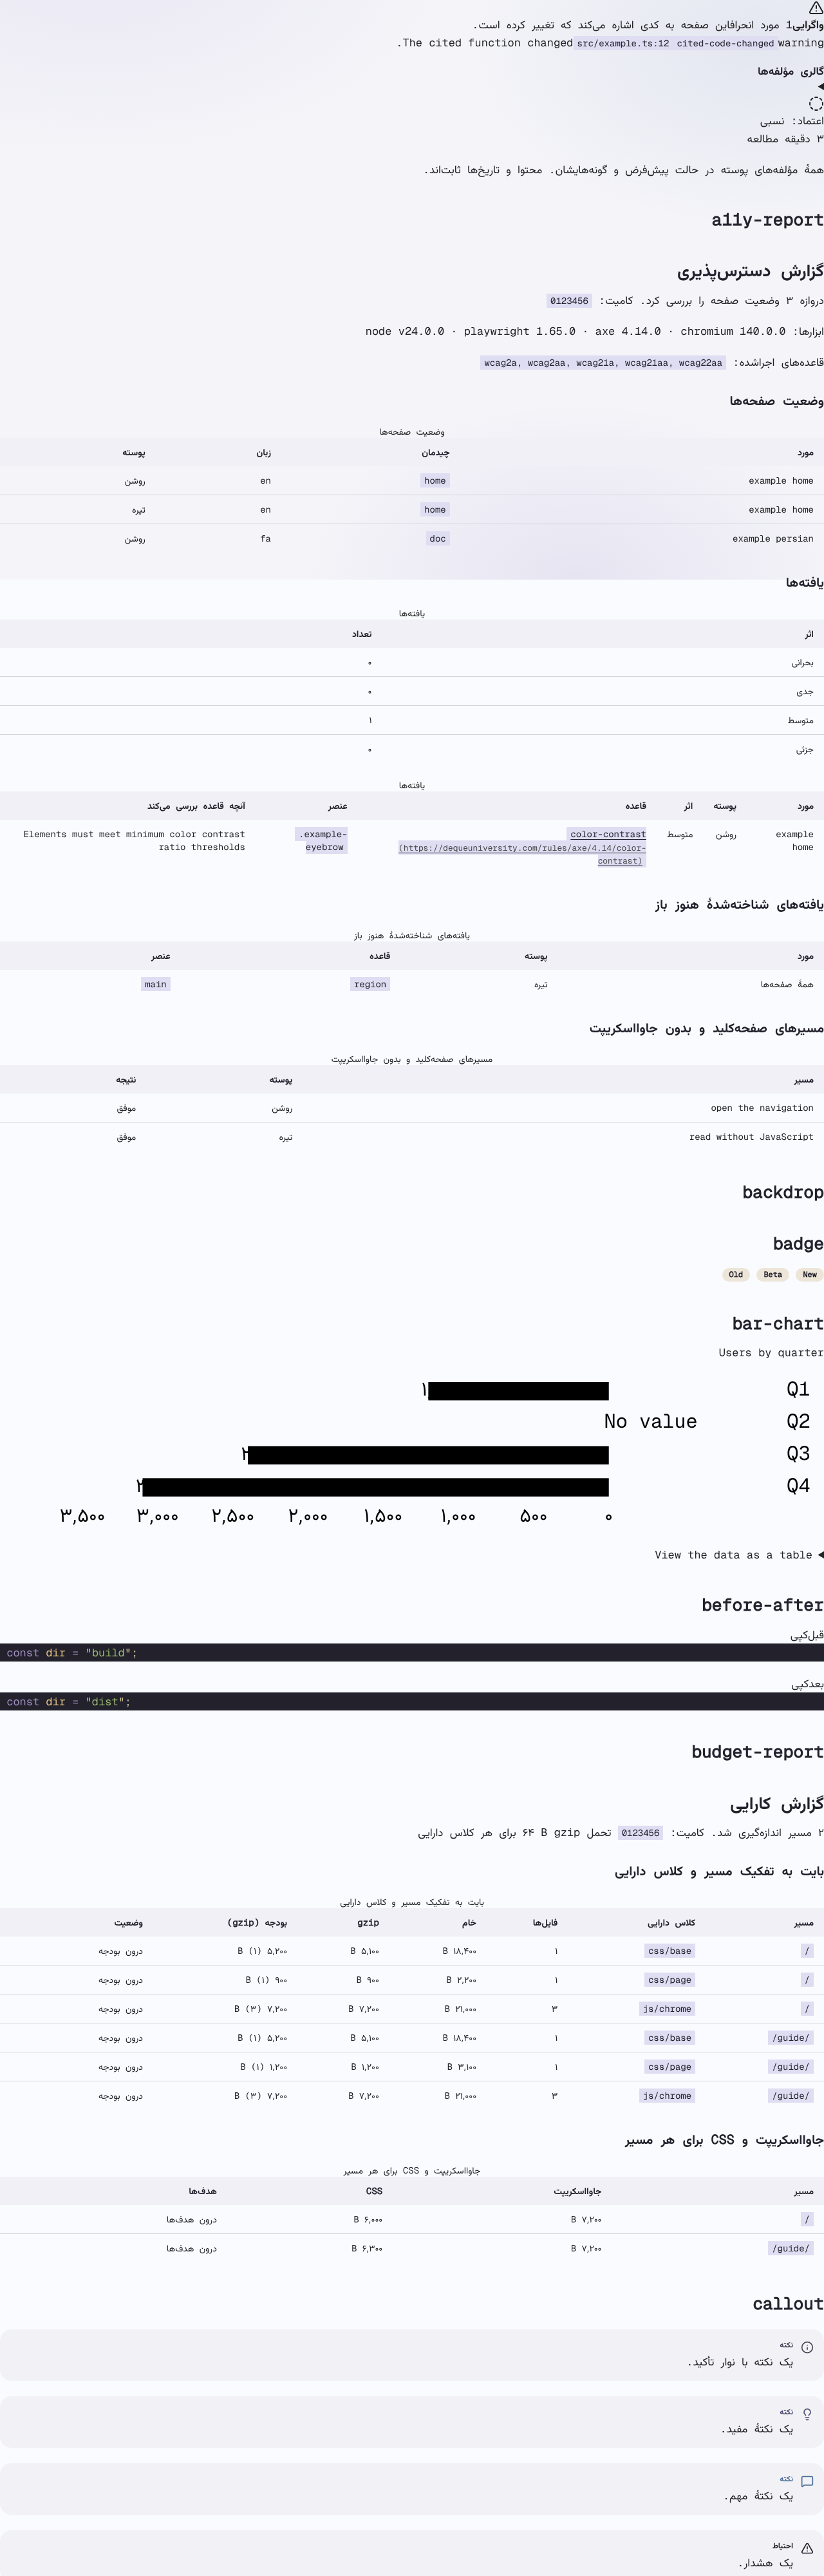 واگرایی1 مورد انحرافاین صفحه به کدی اشاره می‌کند که تغییر کرده است.
warning src/example.ts:12 cited-code-changed The cited function changed.
گالری مؤلفه‌ها
اعتماد: نسبی
۳ دقیقه مطالعه
همهٔ مؤلفه‌های پوسته در حالت پیش‌فرض و گونه‌هایشان. محتوا و تاریخ‌ها ثابت‌اند.
a11y-report
گزارش دسترس‌پذیری
دروازه ۳ وضعیت صفحه را بررسی کرد. کامیت: 0123456
ابزارها: node v24.0.0 · playwright 1.65.0 · axe 4.14.0 · chromium 140.0.0
قاعده‌های اجراشده: wcag2a, wcag2aa, wcag21a, wcag21aa, wcag22aa
وضعیت صفحه‌ها
وضعیت صفحه‌ها
مورد چیدمان زبان پوسته
example home home en روشن
example home home en تیره
example persian doc fa روشن
یافته‌ها
یافته‌ها
اثر تعداد
بحرانی ۰
جدی ۰
متوسط ۱
جزئی ۰
یافته‌ها
مورد پوسته اثر قاعده عنصر آنچه قاعده بررسی می‌کند
example home روشن متوسط color-contrast (https://dequeuniversity.com/rules/axe/4.14/color-contrast) .example-eyebrow Elements must meet minimum color contrast ratio thresholds
یافته‌های شناخته‌شدهٔ هنوز باز
یافته‌های شناخته‌شدهٔ هنوز باز
مورد پوسته قاعده عنصر
همهٔ صفحه‌ها تیره region main
مسیرهای صفحه‌کلید و بدون جاوااسکریپت
مسیرهای صفحه‌کلید و بدون جاوااسکریپت
مسیر پوسته نتیجه
open the navigation روشن موفق
read without JavaScript تیره موفق
backdrop
badge
New Beta Old
bar-chart
Users by quarter
Q1
Q2 No value
Q3
Q4
۰ ۵۰۰ ۱,۰۰۰ ۱,۵۰۰ ۲,۰۰۰ ۲,۵۰۰ ۳,۰۰۰ ۳,۵۰۰
View the data as a table
before-after
قبل‌کپی
const dir = "build";
بعدکپی
const dir = "dist";
budget-report
گزارش کارایی
۲ مسیر اندازه‌گیری شد. کامیت: 0123456 تحمل ۶۴ B gzip برای هر کلاس دارایی
بایت به تفکیک مسیر و کلاس دارایی
بایت به تفکیک مسیر و کلاس دارایی
مسیر کلاس دارایی فایل‌ها خام gzip بودجه (gzip) وضعیت
/ css/base ۱ ۱۸,۴۰۰ B ۵,۱۰۰ B ۵,۲۰۰ B (۱) درون بودجه
/ css/page ۱ ۲,۲۰۰ B ۹۰۰ B ۹۰۰ B (۱) درون بودجه
/ js/chrome ۳ ۲۱,۰۰۰ B ۷,۲۰۰ B ۷,۲۰۰ B (۳) درون بودجه
/guide/ css/base ۱ ۱۸,۴۰۰ B ۵,۱۰۰ B ۵,۲۰۰ B (۱) درون بودجه
/guide/ css/page ۱ ۳,۱۰۰ B ۱,۲۰۰ B ۱,۲۰۰ B (۱) درون بودجه
/guide/ js/chrome ۳ ۲۱,۰۰۰ B ۷,۲۰۰ B ۷,۲۰۰ B (۳) درون بودجه
جاوااسکریپت و CSS برای هر مسیر
جاوااسکریپت و CSS برای هر مسیر
مسیر جاوااسکریپت CSS هدف‌ها
/ ۷,۲۰۰ B ۶,۰۰۰ B درون هدف‌ها
/guide/ ۷,۲۰۰ B ۶,۳۰۰ B درون هدف‌ها
callout
نکته
یک نکته با نوار تأکید.
نکته
یک نکتهٔ مفید.
نکته
یک نکتهٔ مهم.
احتیاط
یک هشدار.